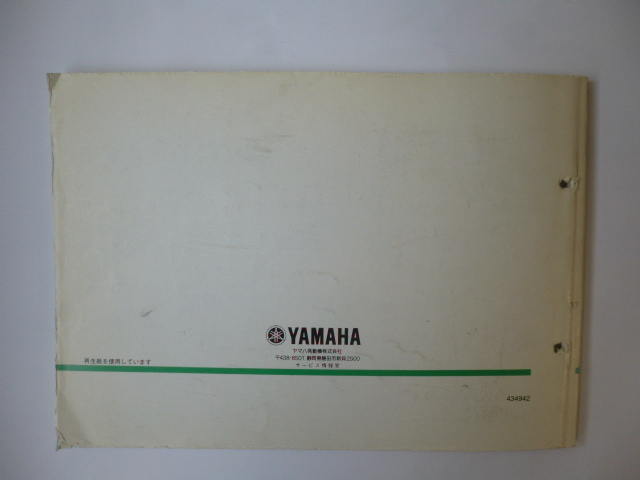 YAMAHA
ヤマハ発動機株式会社
〒438-8501 静岡県磐田市新貝2500
サービス情報室
再生紙を使用しています
434942